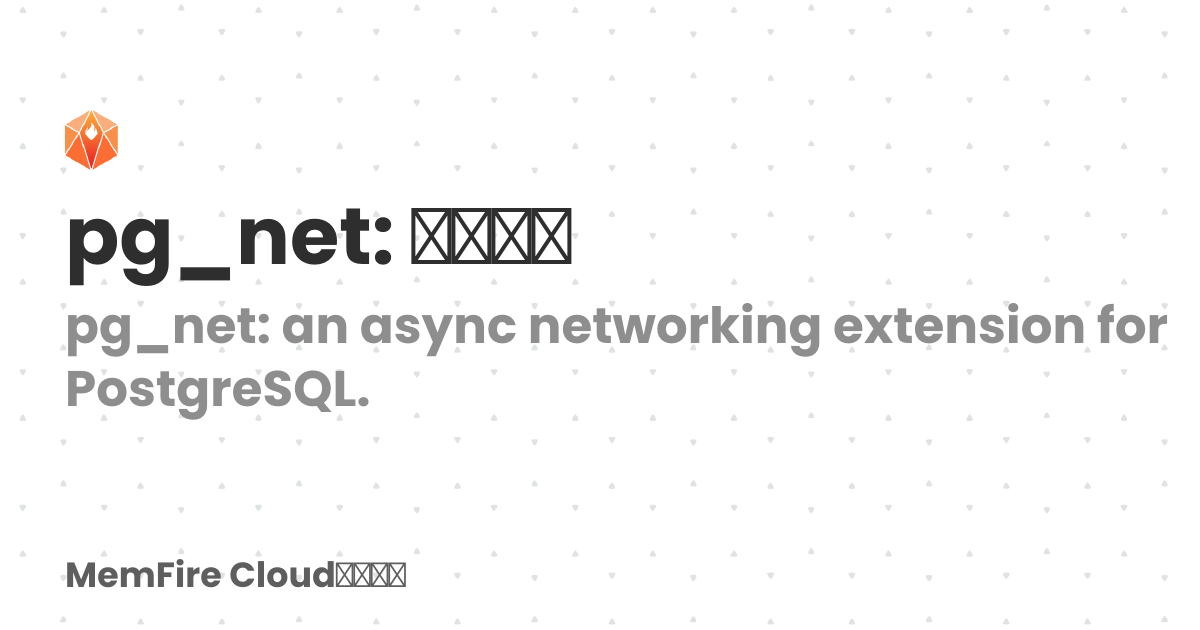 pg_net:
pg_net: an async networking extension for
PostgreSQL.
MemFire Cloud